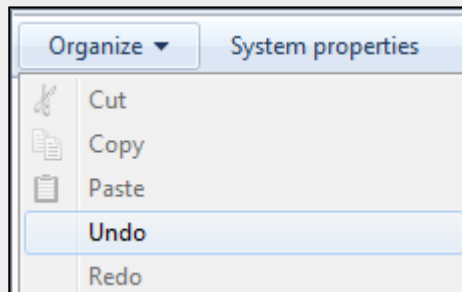 Organize ▼ System properties
Cut
Copy
Paste
Undo
Redo